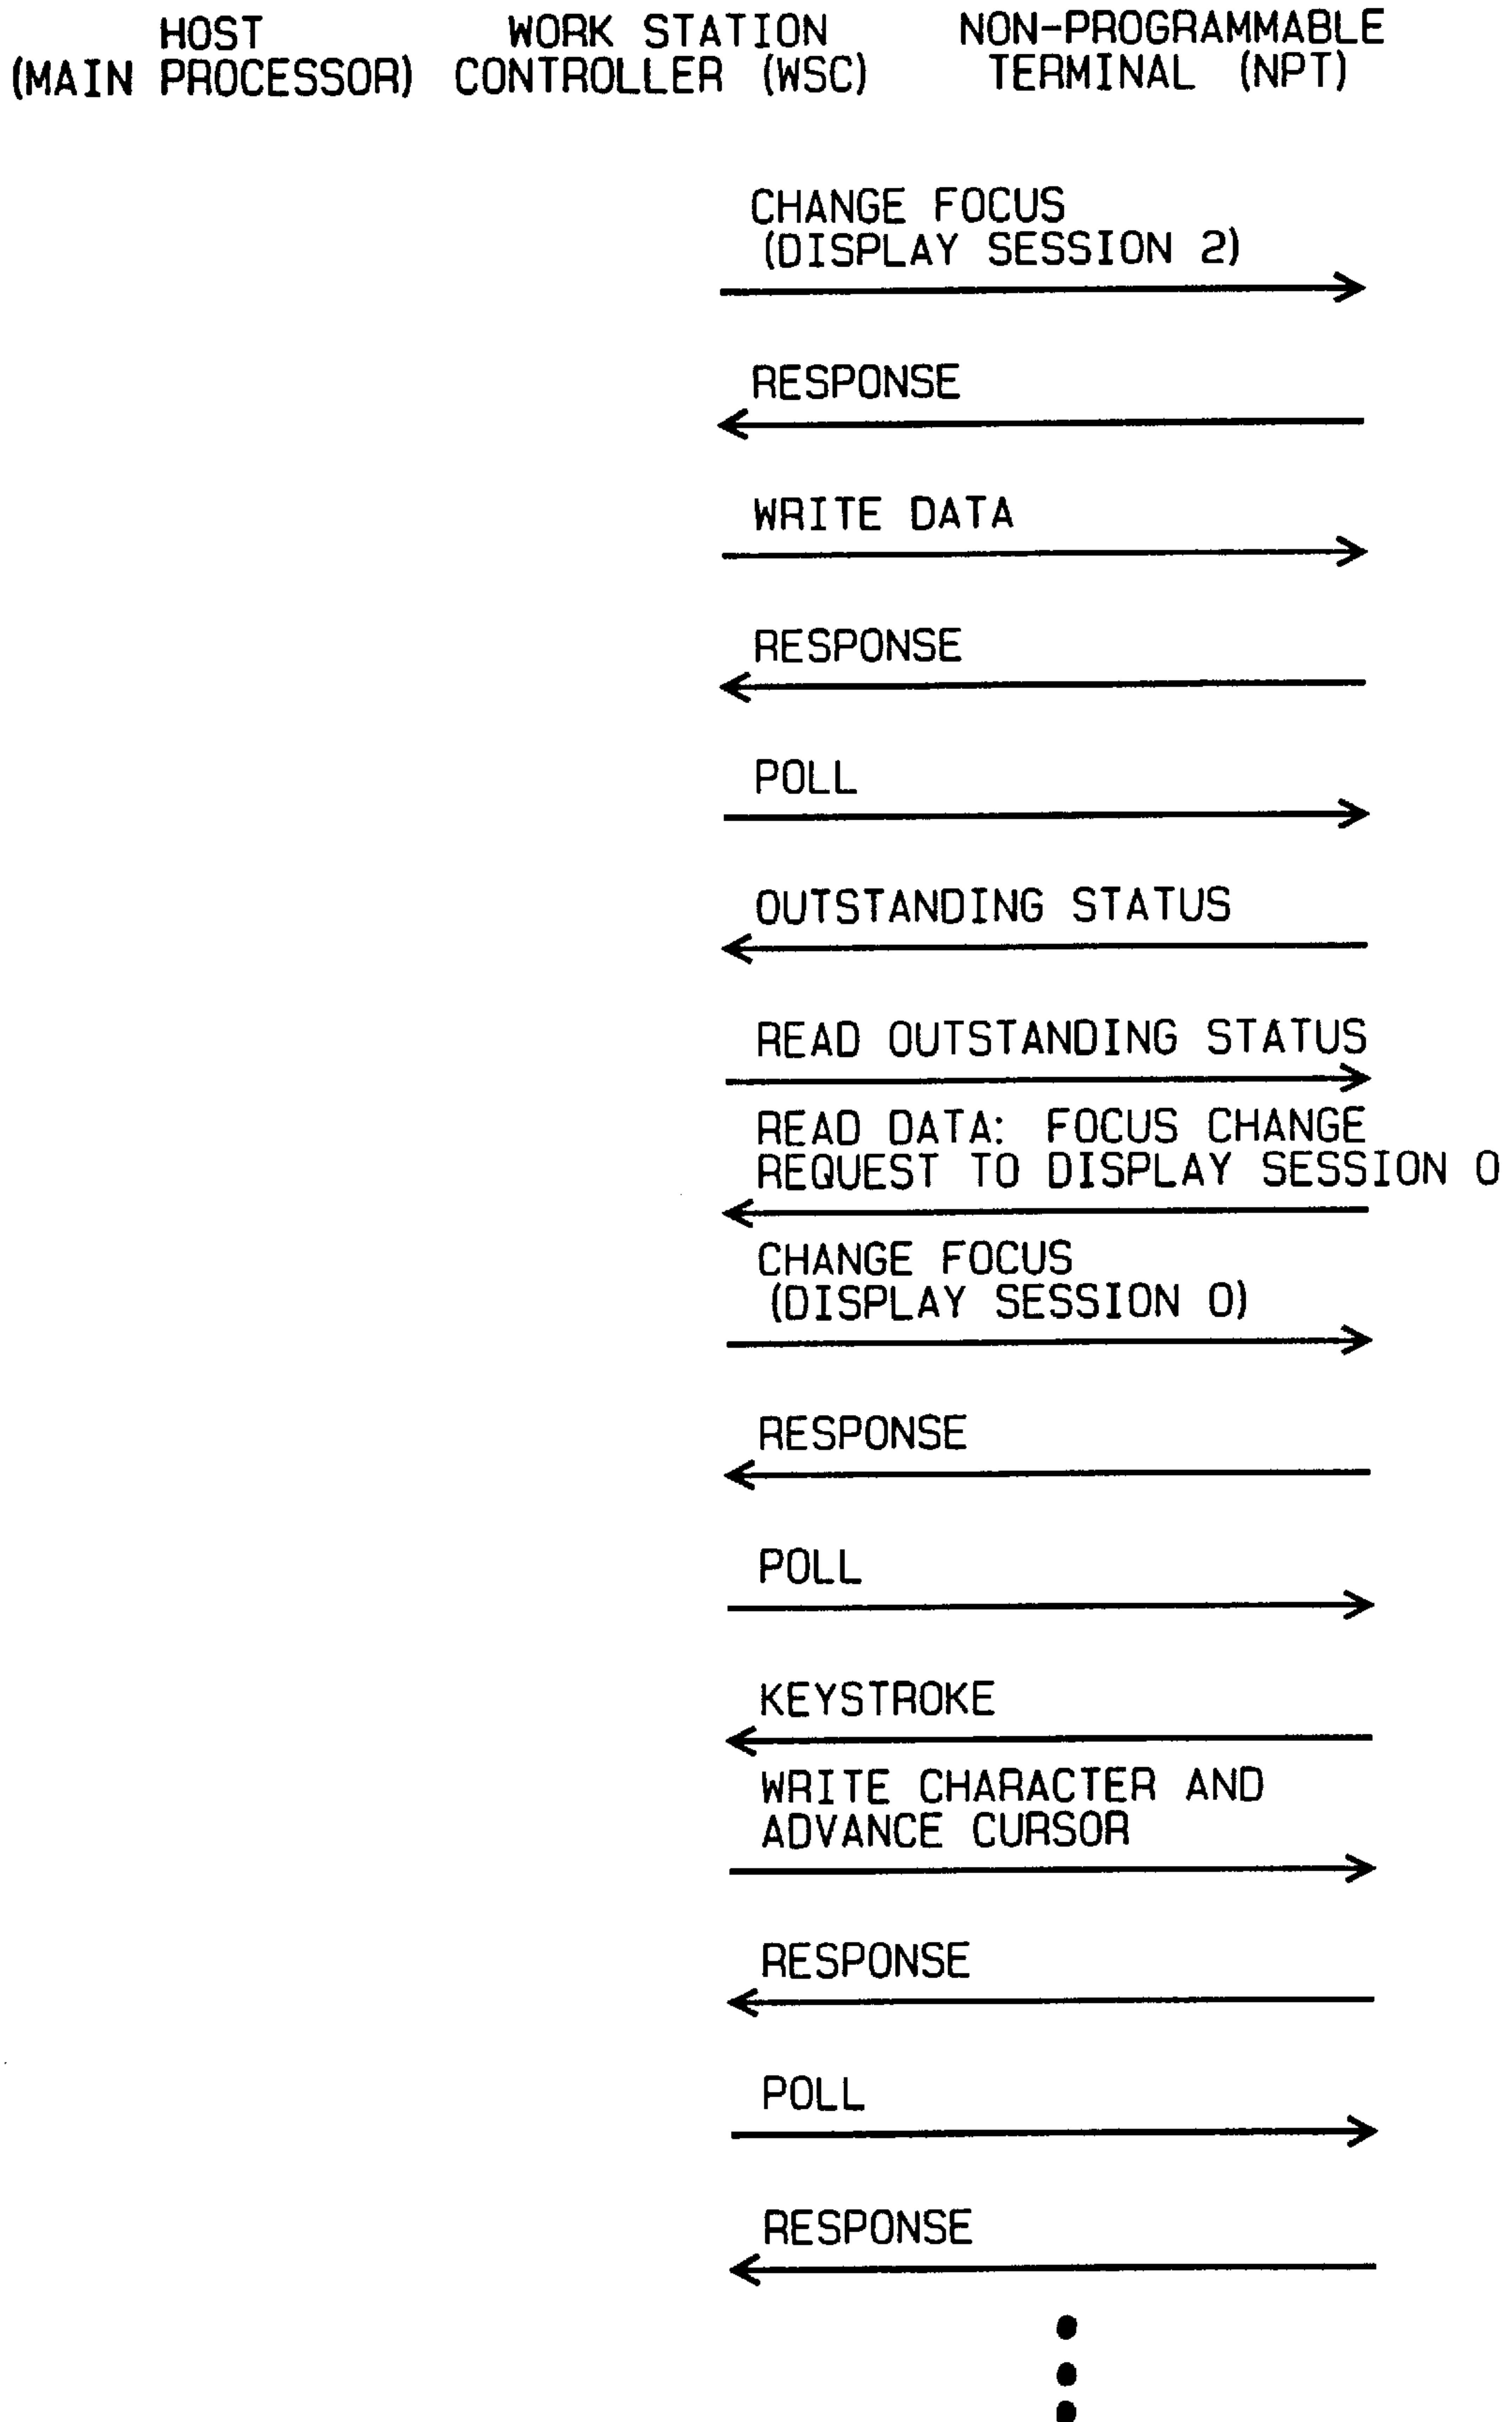 HOST
(MAIN PROCESSOR)
WORK STATION
CONTROLLER (WSC)
NON-PROGRAMMABLE
TERMINAL (NPT)
CHANGE FOCUS
(DISPLAY SESSION 2)
RESPONSE
WRITE DATA
RESPONSE
POLL
OUTSTANDING STATUS
READ OUTSTANDING STATUS
READ DATA: FOCUS CHANGE
REQUEST TO DISPLAY SESSION 0
CHANGE FOCUS
(DISPLAY SESSION 0)
RESPONSE
POLL
KEYSTROKE
WRITE CHARACTER AND
ADVANCE CURSOR
RESPONSE
POLL
RESPONSE